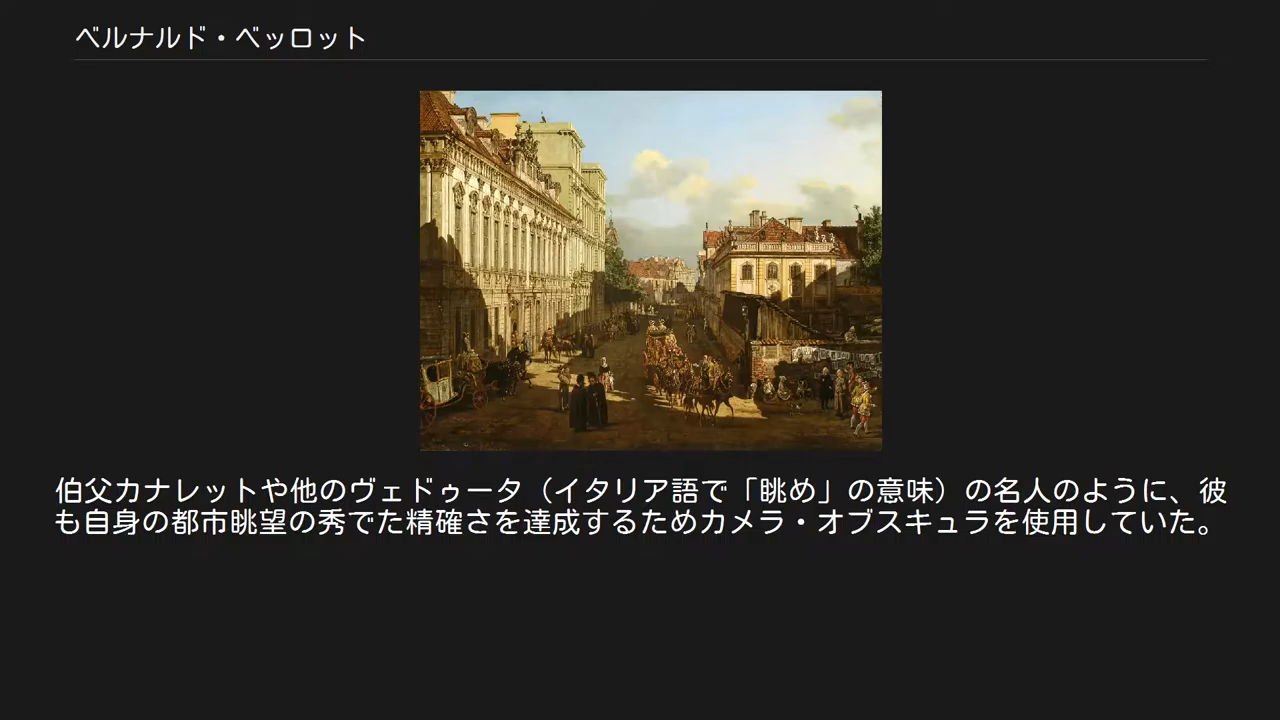 ベルナルド・ベッロット
伯父カナレットや他のヴェドゥータ（イタリア語で「眺め」の意味）の名人のように、彼
も自身の都市眺望の秀でた精確さを達成するためカメラ・オブスキュラを使用していた。